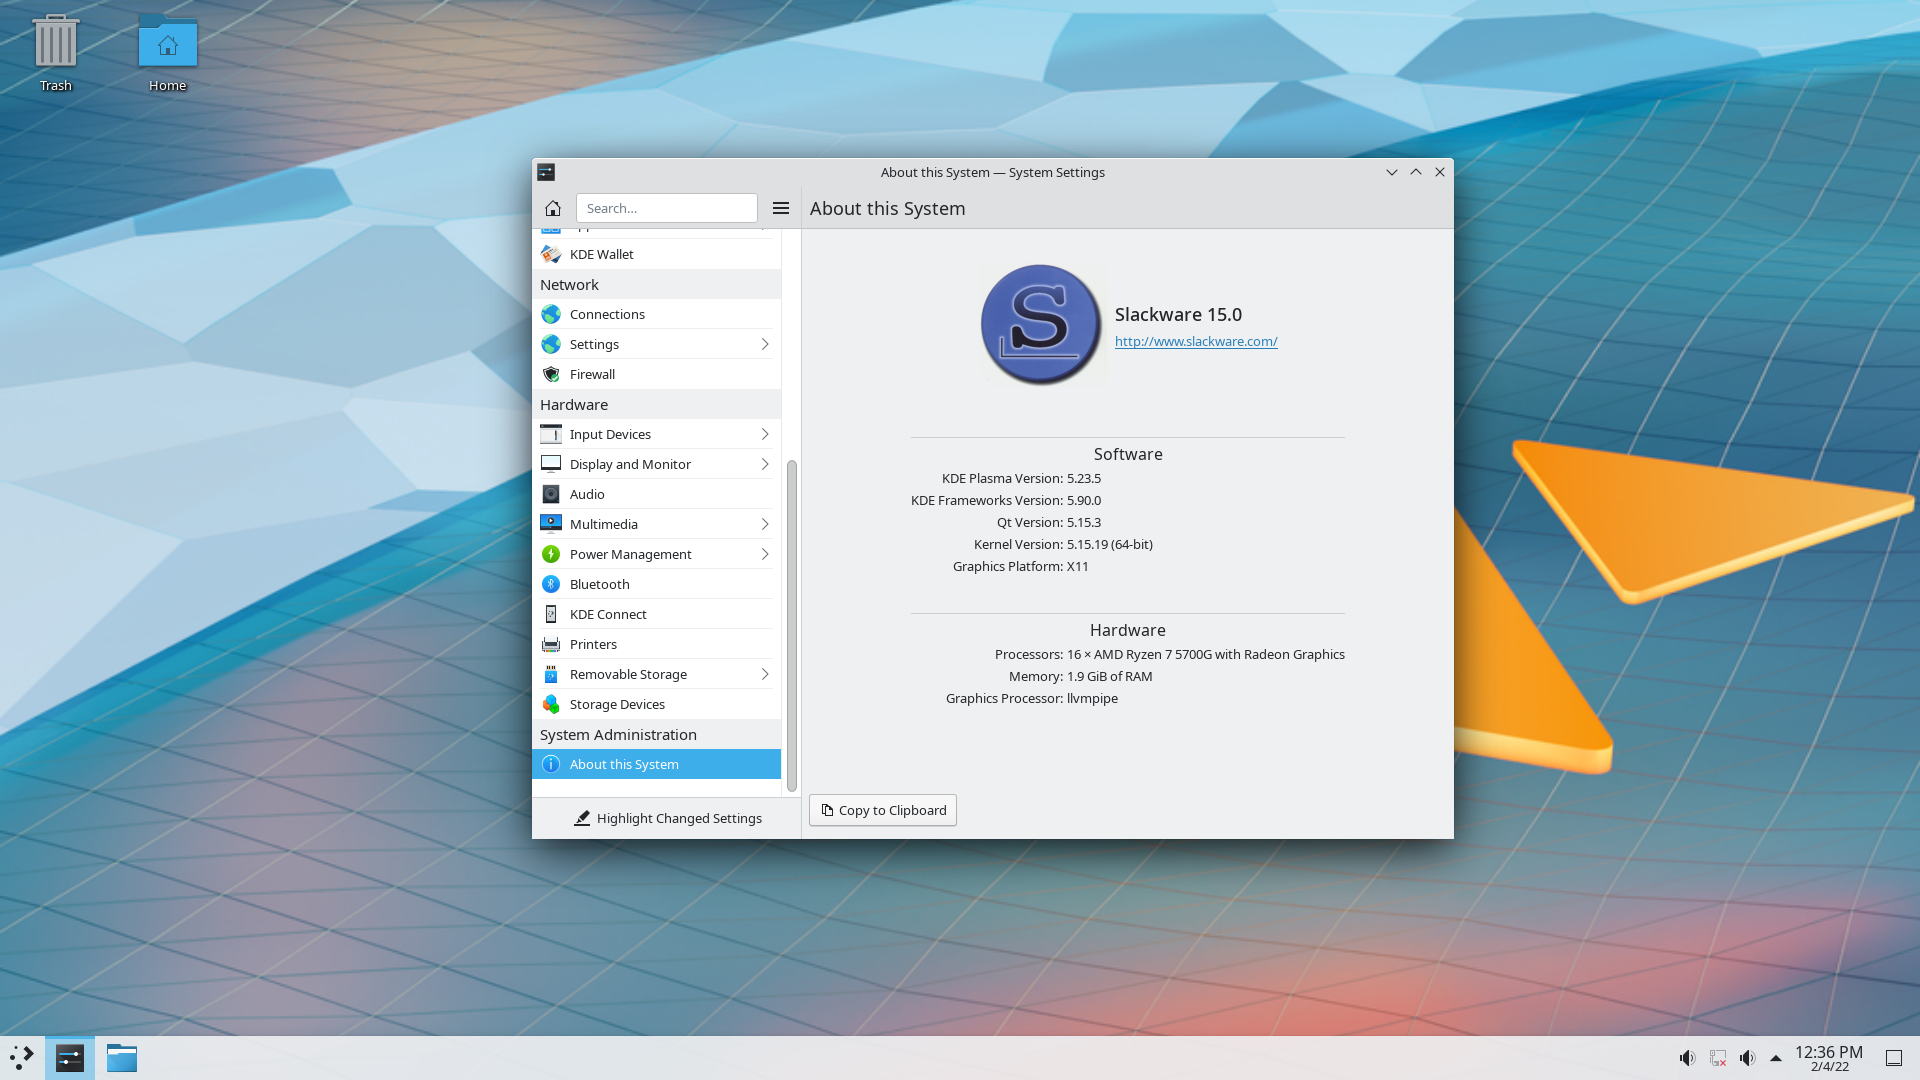 Trash
Home
About this System — System Settings
Search...
About this System
KDE Wallet
Network
Connections
Settings
Firewall
Hardware
Input Devices
Display and Monitor
Audio
Multimedia
Power Management
Bluetooth
KDE Connect
Printers
Removable Storage
Storage Devices
System Administration
About this System
Highlight Changed Settings
S
Slackware 15.0
http://www.slackware.com/
Software
KDE Plasma Version: 5.23.5
KDE Frameworks Version: 5.90.0
Qt Version: 5.15.3
Kernel Version: 5.15.19 (64-bit)
Graphics Platform: X11
Hardware
Processors: 16 × AMD Ryzen 7 5700G with Radeon Graphics
Memory: 1.9 GiB of RAM
Graphics Processor: llvmpipe
Copy to Clipboard
12:36 PM
2/4/22